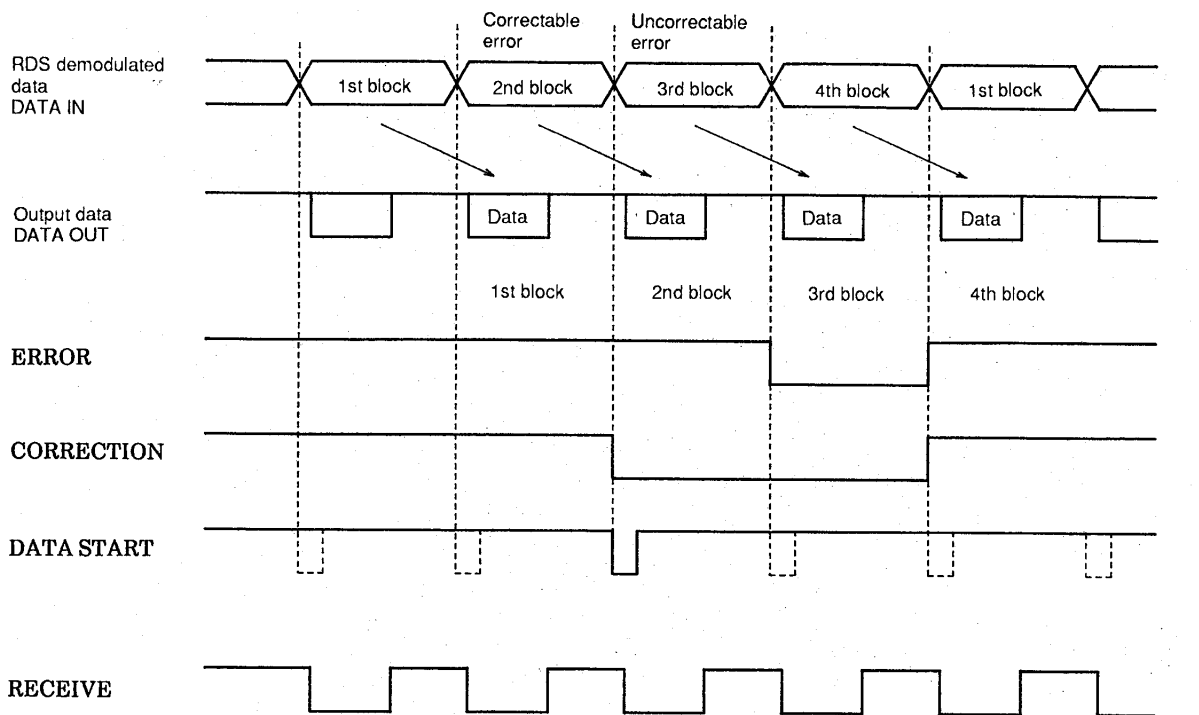 Correctable
error
Uncorrectable
error
RDS demodulated
data
DATA IN
1st block
2nd block
3rd block
4th block
1st block
Output data
DATA OUT
Data
Data
Data
Data
1st block
2nd block
3rd block
4th block
ERROR
CORRECTION
DATA START
RECEIVE